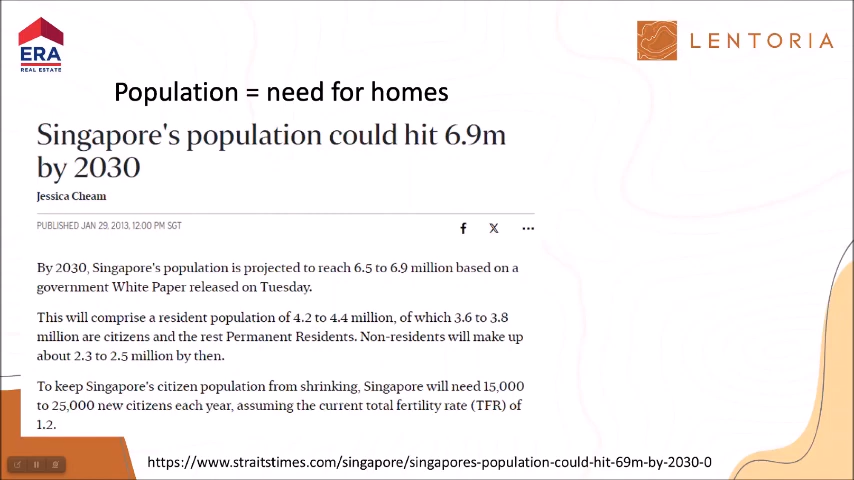 ERA
REAL ESTATE
LENTORIA
Population = need for homes
Singapore's population could hit 6.9m
by 2030
Jessica Cheam
PUBLISHED JAN 29, 2013, 12:00 PM SGT
By 2030, Singapore's population is projected to reach 6.5 to 6.9 million based on a
government White Paper released on Tuesday.
This will comprise a resident population of 4.2 to 4.4 million, of which 3.6 to 3.8
million are citizens and the rest Permanent Residents. Non-residents will make up
about 2.3 to 2.5 million by then.
To keep Singapore's citizen population from shrinking, Singapore will need 15,000
to 25,000 new citizens each year, assuming the current total fertility rate (TFR) of
1.2.
https://www.straitstimes.com/singapore/singapores-population-could-hit-69m-by-2030-0